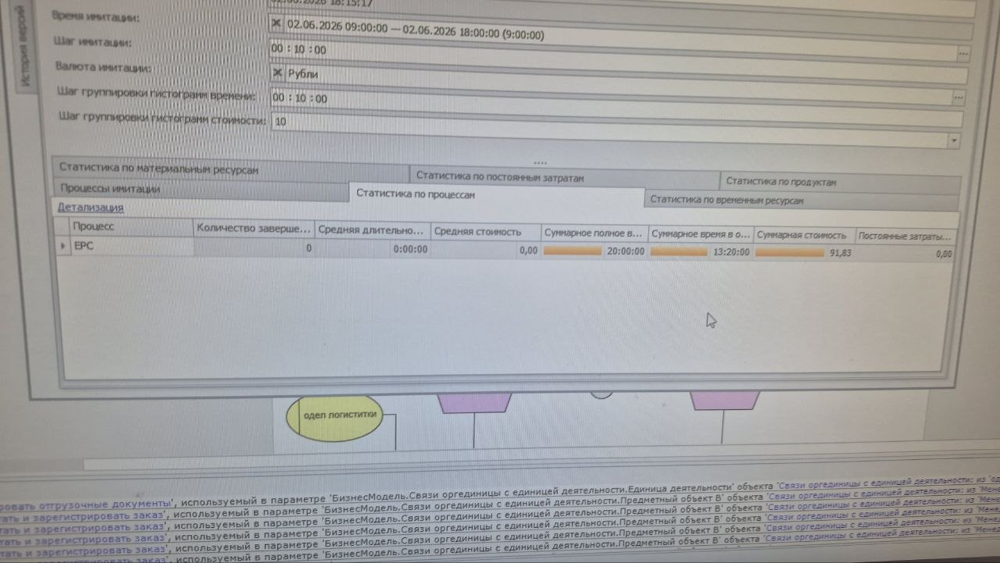 02.06.2026 18:15:17
Время имитации: 02.06.2026 09:00:00 — 02.06.2026 18:00:00 (9:00:00)
История версий
Шаг имитации: 00 : 10 : 00
Валюта имитации: Рубли
Шаг группировки гистограмм времени: 00 : 10 : 00
Шаг группировки гистограмм стоимости: 10
Статистика по материальным ресурсам Статистика по постоянным затратам Статистика по продуктам
Процессы имитации Статистика по процессам Статистика по временным ресурсам
Детализация
Процесс Количество заверше... Средняя длительно... Средняя стоимость Суммарное полное в... Суммарное время в о... Суммарная стоимость Постоянные затраты...
EPC 0 0:00:00 0,00 20:00:00 13:20:00 91,83 0,00
одел логиститки
ровать отгрузочные документы', используемый в параметре 'БизнесМодель.Связи оргединицы с единицей деятельности.Единица деятельности' объекта 'Связи оргединицы с единицей деятельности: из 'од
тать и зарегистрировать заказ', используемый в параметре 'БизнесМодель.Связи оргединицы с единицей деятельности.Предметный объект B' объекта 'Связи оргединицы с единицей деятельности: из 'Мене
тать и зарегистрировать заказ', используемый в параметре 'БизнесМодель.Связи оргединицы с единицей деятельности.Предметный объект B' объекта 'Связи оргединицы с единицей деятельности: из 'Мене
тать и зарегистрировать заказ', используемый в параметре 'БизнесМодель.Связи оргединицы с единицей деятельности.Предметный объект B' объекта 'Связи оргединицы с единицей деятельности: из 'Мене
тать и зарегистрировать заказ', используемый в параметре 'БизнесМодель.Связи оргединицы с единицей деятельности.Предметный объект B' объекта 'Связи оргединицы с единицей деятельности: из 'Менед
тать и зарегистрировать заказ', используемый в параметре 'БизнесМодель.Связи оргединицы с единицей деятельности.Предметный объект B' объекта